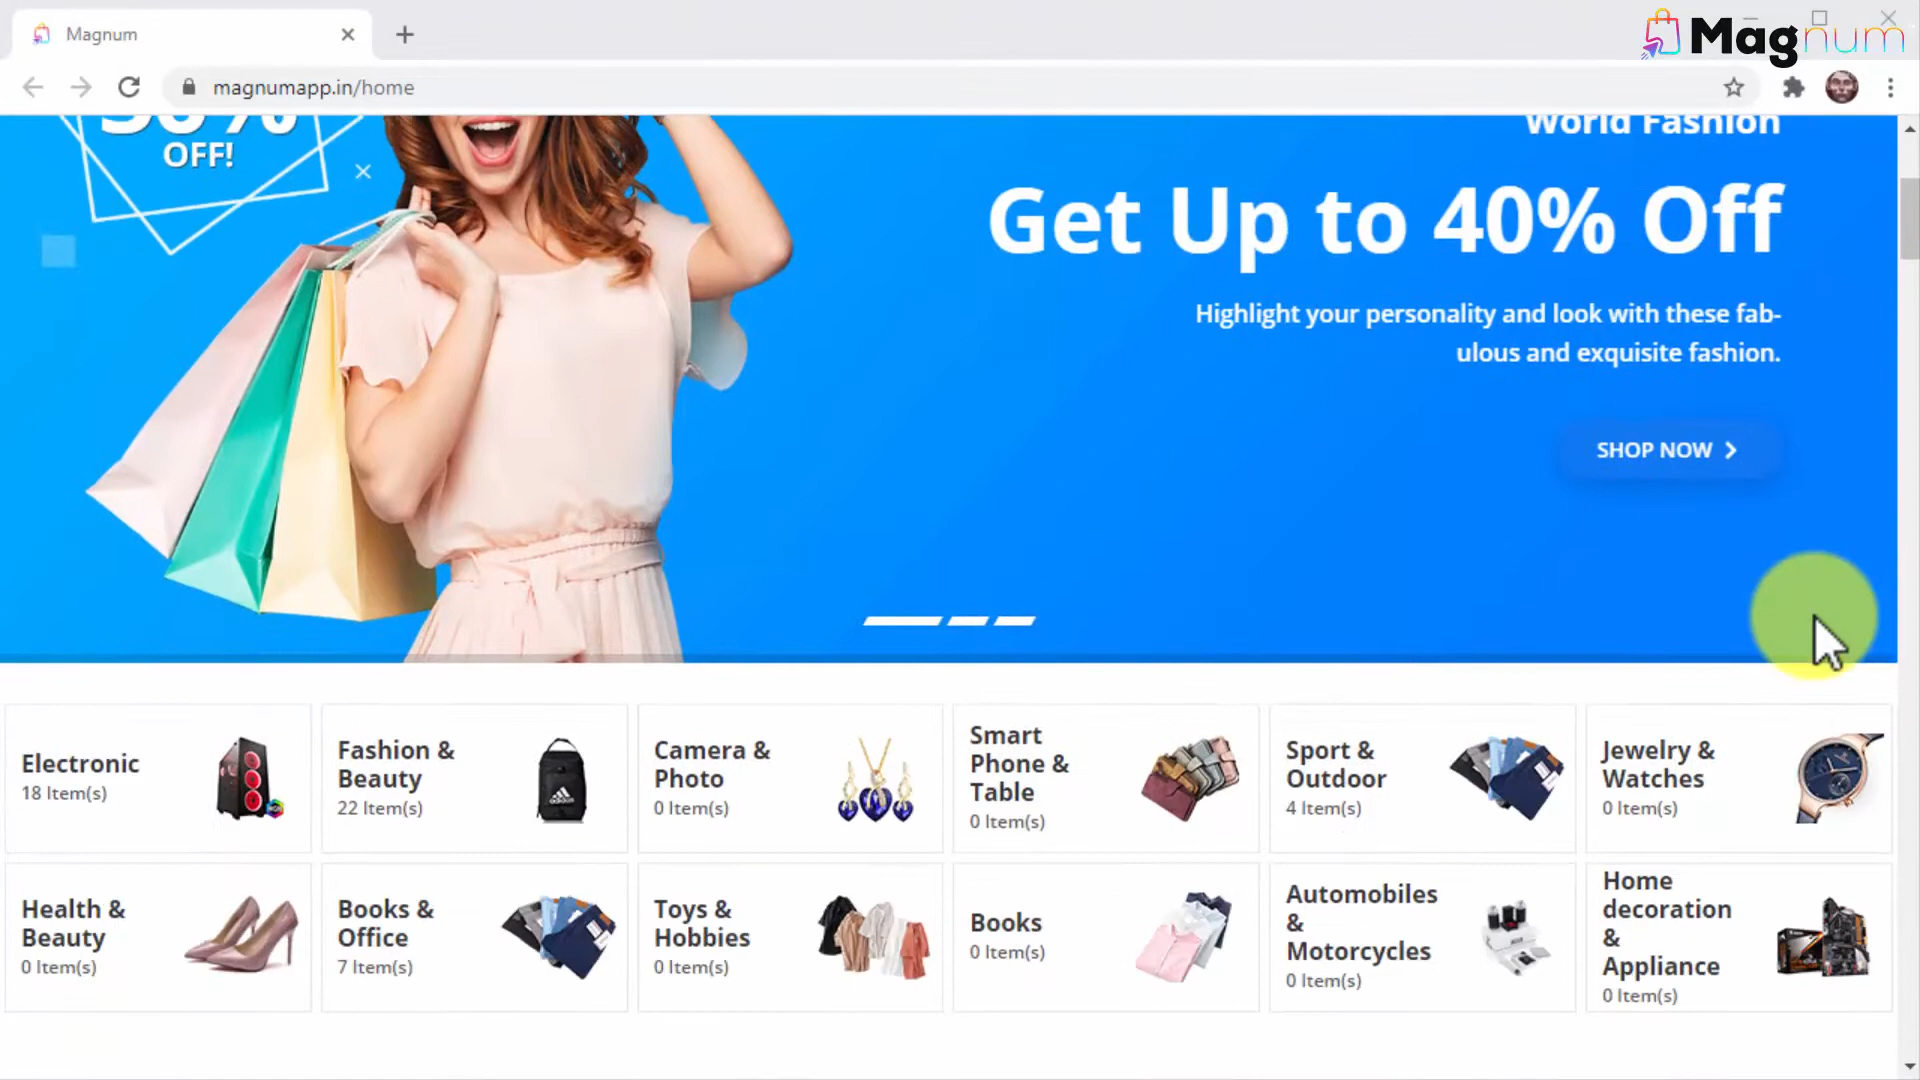 Magnum
Magnum
magnumapp.in/home
OFF!
World Fashion
Get Up to 40% Off
Highlight your personality and look with these fab-
ulous and exquisite fashion.
SHOP NOW
Electronic
18 Item(s)
Fashion &
Beauty
22 Item(s)
adidas
Camera &
Photo
0 Item(s)
Smart
Phone &
Table
0 Item(s)
Sport &
Outdoor
4 Item(s)
Jewelry &
Watches
0 Item(s)
Health &
Beauty
0 Item(s)
Books &
Office
7 Item(s)
Toys &
Hobbies
0 Item(s)
Books
0 Item(s)
Automobiles
&
Motorcycles
0 Item(s)
Home
decoration
&
Appliance
0 Item(s)